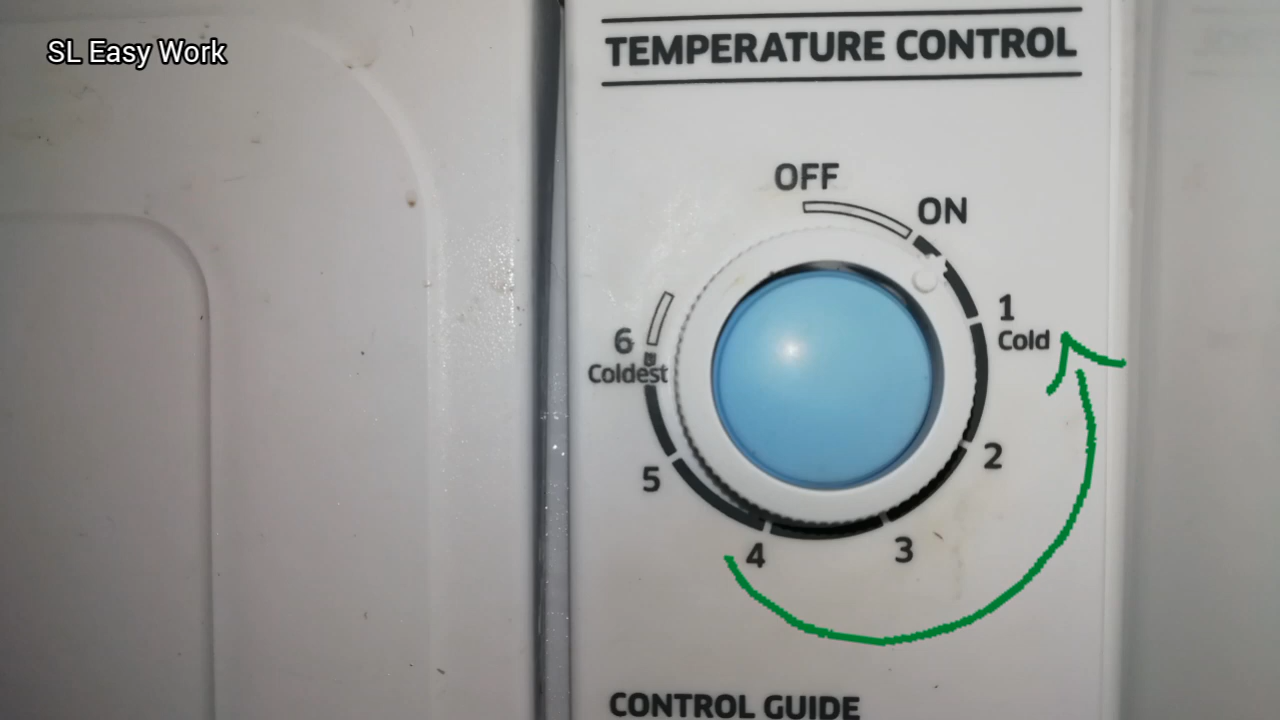 SL Easy Work
TEMPERATURE CONTROL
OFF
ON
1
Cold
6
Coldest
2
5
3
4
CONTROL GUIDE